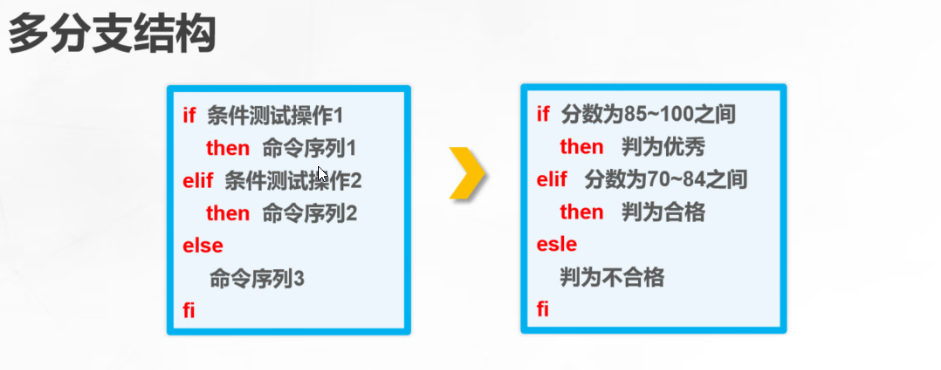 多分支结构
if 条件测试操作1
then 命令序列1
elif 条件测试操作2
then 命令序列2
else
命令序列3
fi
if 分数为85~100之间
then 判为优秀
elif 分数为70~84之间
then 判为合格
esle
判为不合格
fi